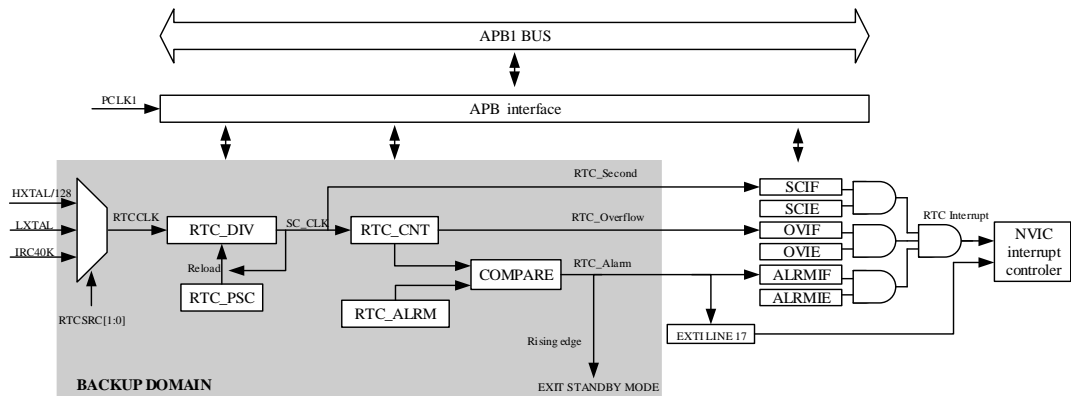 APB1 BUS
PCLK1
APB interface
HXTAL/128
LXTAL
IRC40K
RTCCLK
RTCSRC[1:0]
RTC_DIV
Reload
RTC_PSC
SC_CLK
RTC_CNT
RTC_ALRM
COMPARE
RTC_Second
RTC_Overflow
RTC_Alarm
Rising edge
EXIT STANDBY MODE
BACKUP DOMAIN
SCIF
SCIE
OVIF
OVIE
ALRMIF
ALRMIE
EXTI LINE 17
RTC Interrupt
NVIC
interrupt
controler